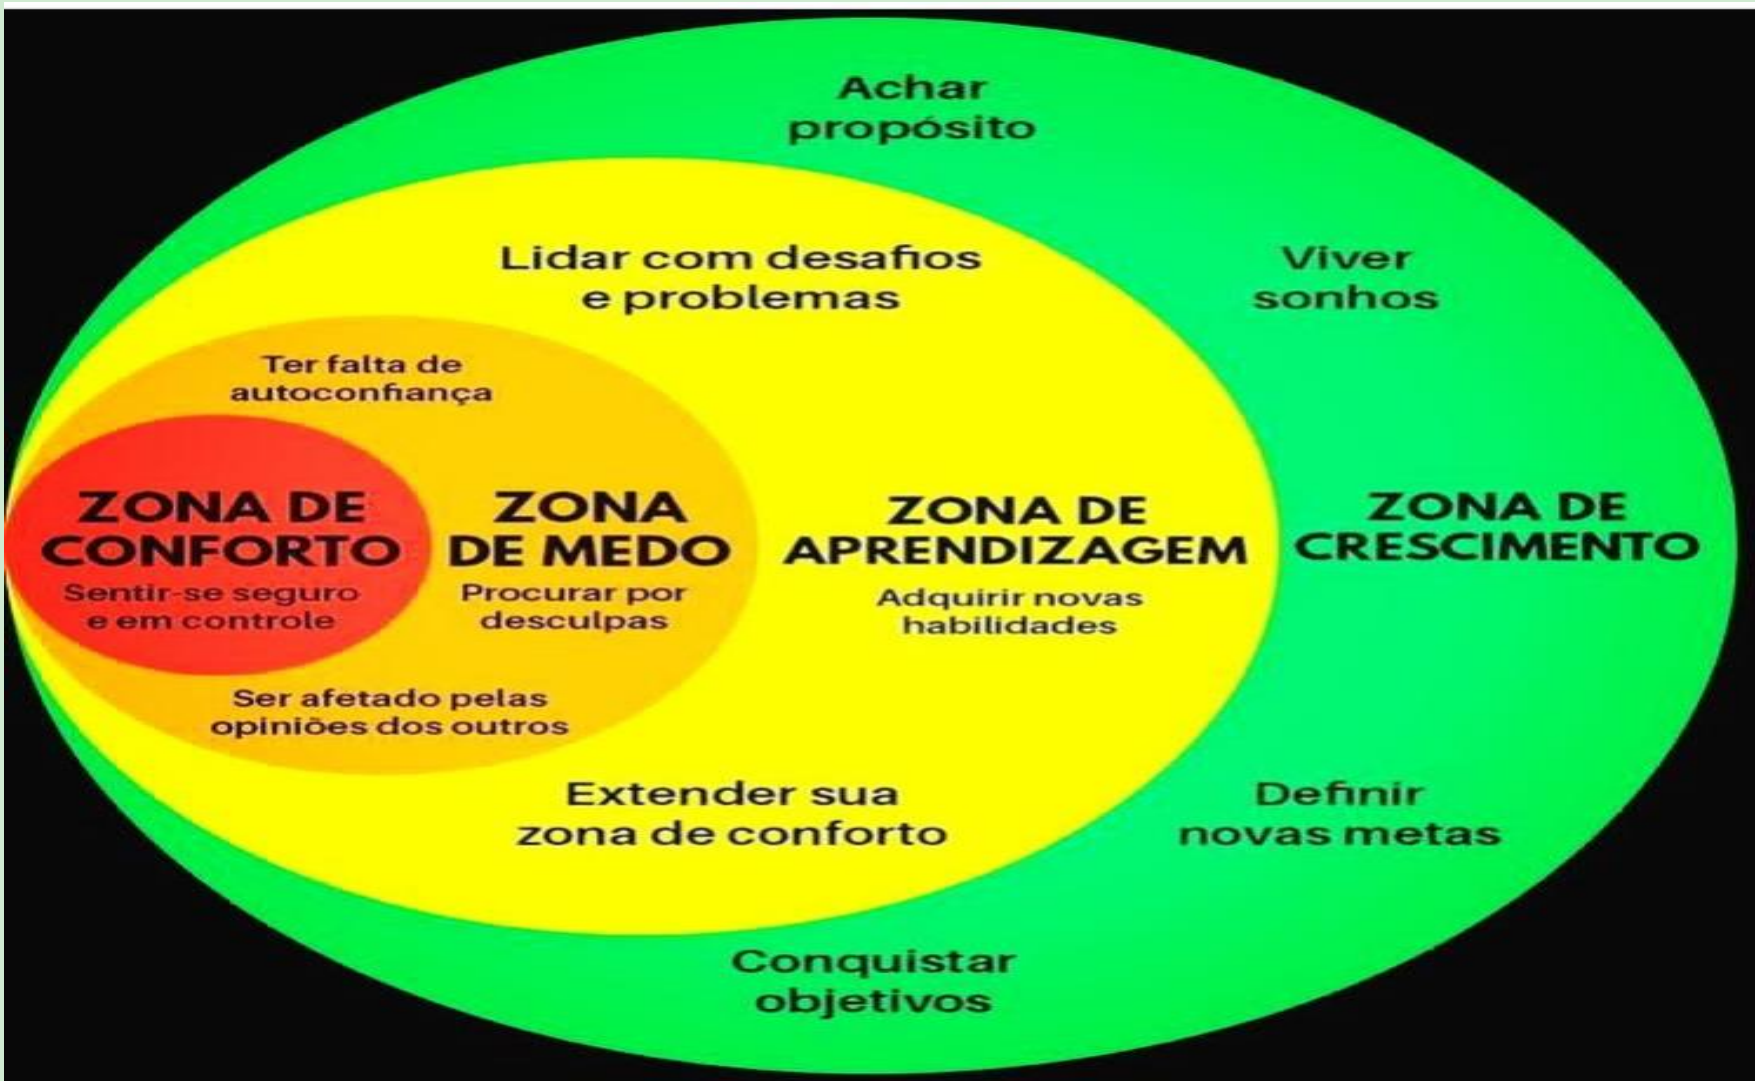 Achar
propósito
Viver
sonhos
Lidar com desafios
e problemas
Ter falta de
autoconfiança
ZONA DE
CONFORTO
Sentir-se seguro
e em controle
ZONA
DE MEDO
Procurar por
desculpas
Ser afetado pelas
opiniões dos outros
ZONA DE
APRENDIZAGEM
Adquirir novas
habilidades
Extender sua
zona de conforto
ZONA DE
CRESCIMENTO
Definir
novas metas
Conquistar
objetivos